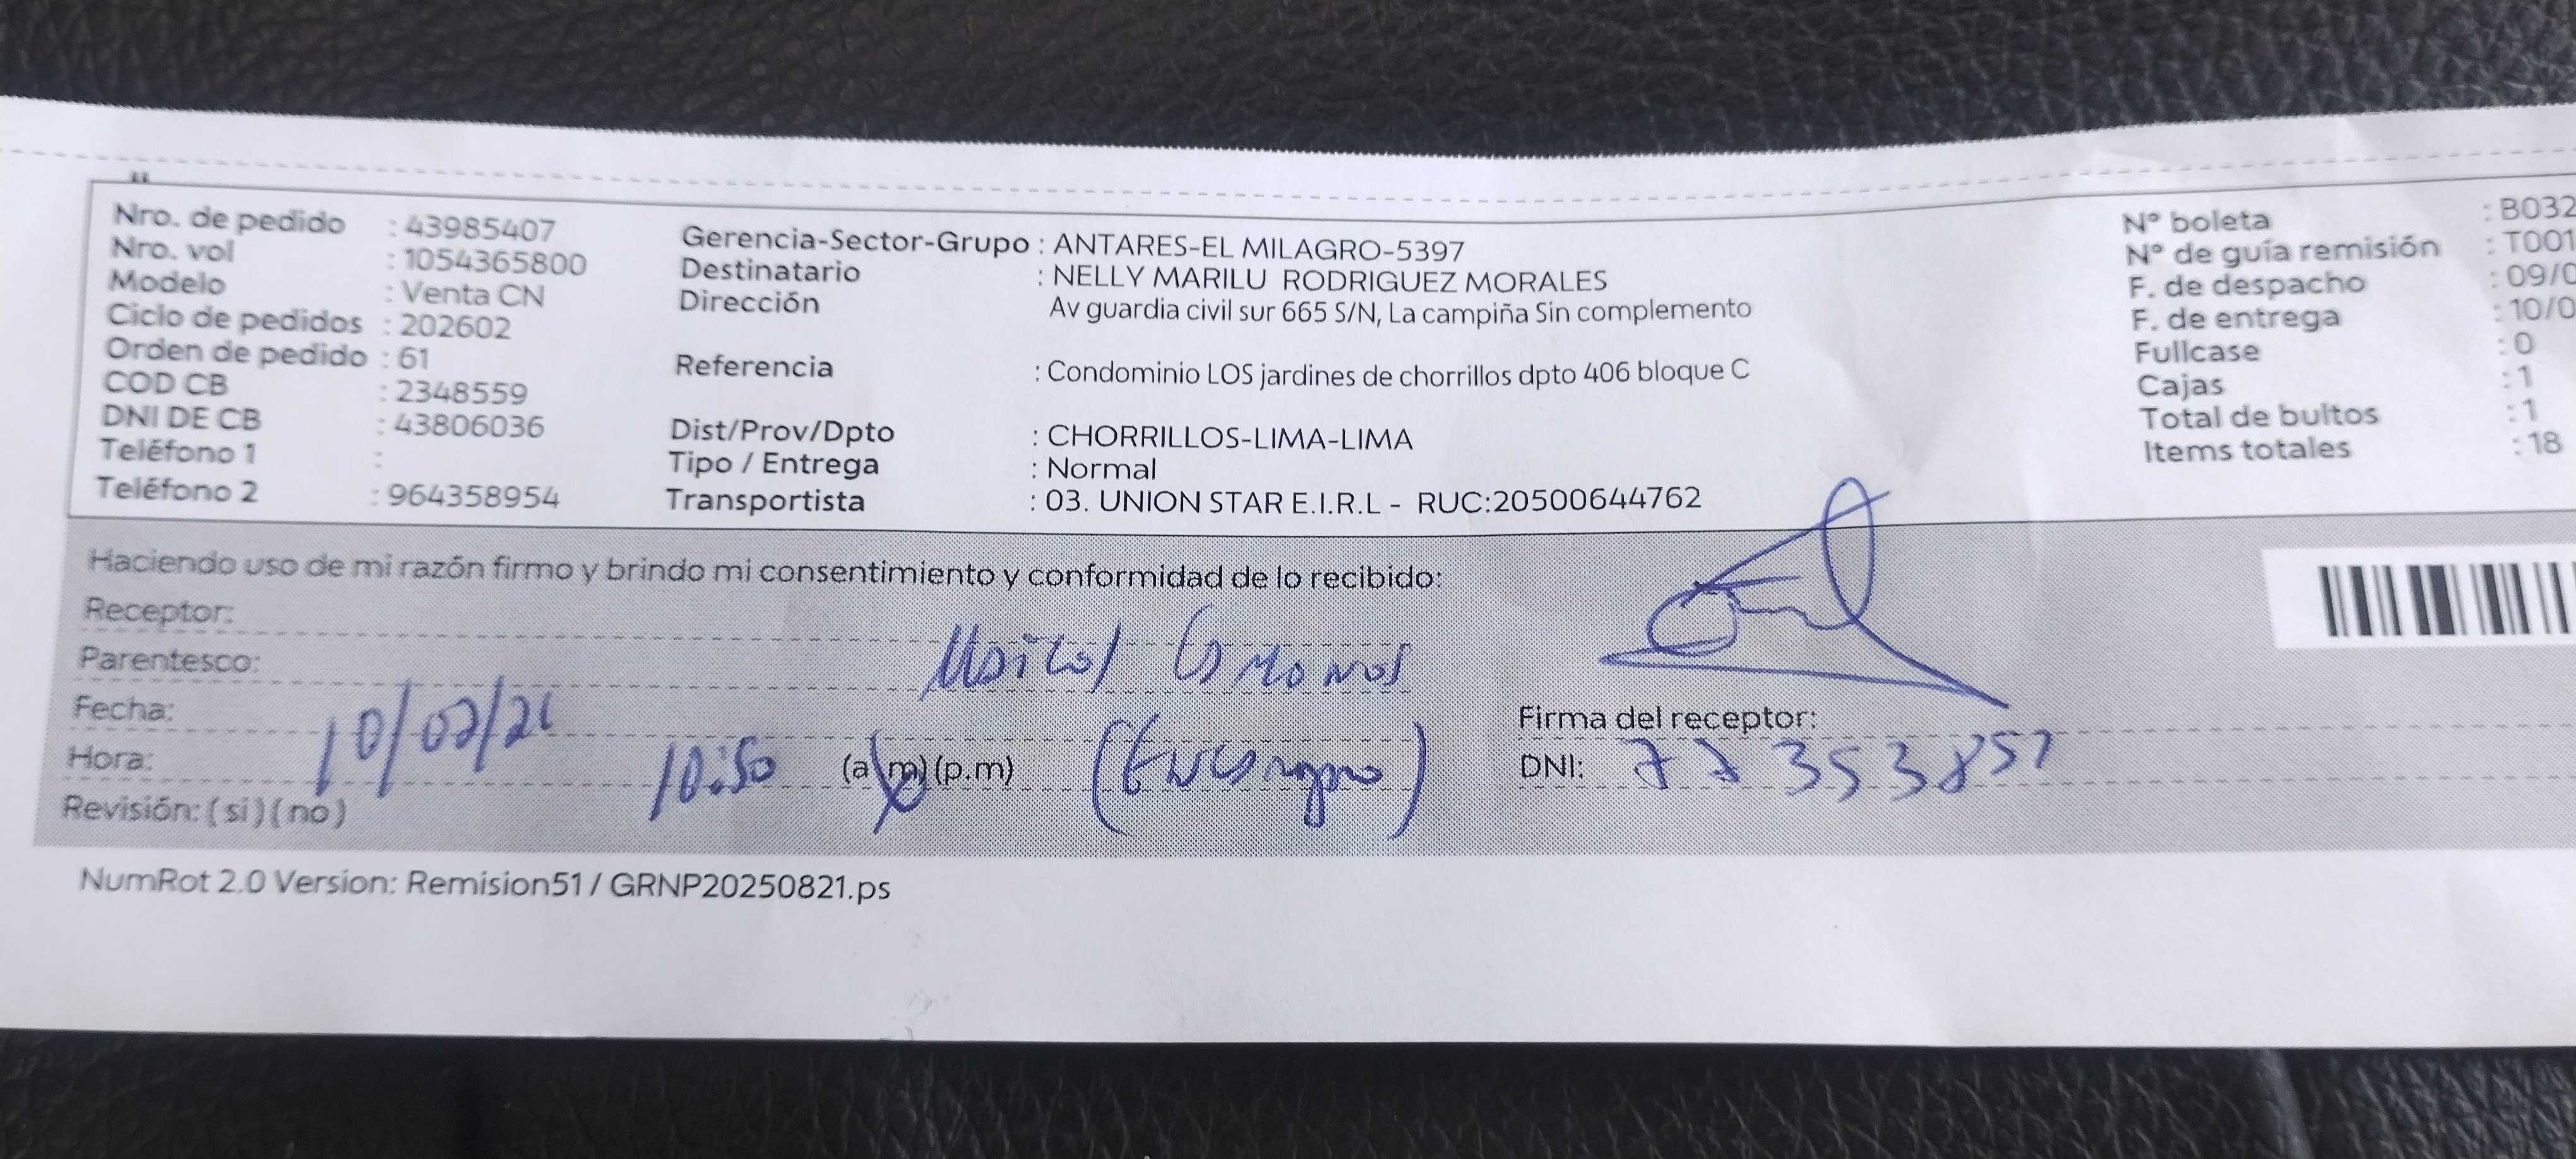 Nro. de pedido : 43985407
Nro. vol : 1054365800
Modelo : Venta CN
Ciclo de pedidos : 202602
Orden de pedido : 61
COD CB : 2348559
DNI DE CB : 43806036
Teléfono 1 :
Teléfono 2 : 964358954
Gerencia-Sector-Grupo : ANTARES-EL MILAGRO-5397
Destinatario : NELLY MARILU RODRIGUEZ MORALES
Dirección Av guardia civil sur 665 S/N, La campiña Sin complemento
Referencia : Condominio LOS jardines de chorrillos dpto 406 bloque C
Dist/Prov/Dpto : CHORRILLOS-LIMA-LIMA
Tipo / Entrega : Normal
Transportista : 03. UNION STAR E.I.R.L - RUC:20500644762
N° boleta : B032
N° de guía remisión : T001
F. de despacho : 09/0
F. de entrega : 10/0
Fullcase : 0
Cajas : 1
Total de bultos : 1
Items totales : 18
Haciendo uso de mi razón firmo y brindo mi consentimiento y conformidad de lo recibido:
Receptor:
Parentesco:
Fecha: 10/02/26
Hora: 10:50 (a.m) (p.m)
Revisión: ( si ) ( no )
Firma del receptor:
DNI: 77353857
NumRot 2.0 Version: Remision51 / GRNP20250821.ps